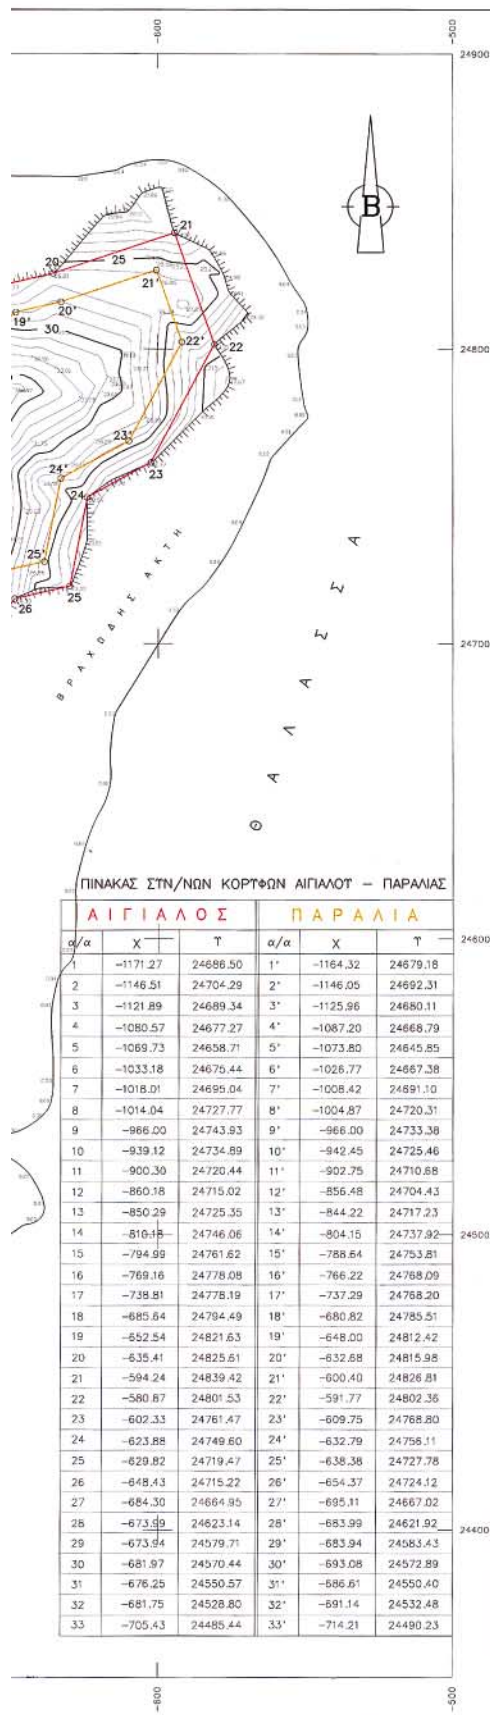 -600
-500
24900
B
21
20
25
21'
20'
19'
30
22'
22
24800
23'
23
24'
24
25'
25
26
ΒΡΑΧΩΔΗΣ ΑΚΤΗ
24700
ΘΑΛΑΣΣΑ
ΠΙΝΑΚΑΣ ΣΥΝ/ΝΩΝ ΚΟΡΥΦΩΝ ΑΙΓΙΑΛΟΥ - ΠΑΡΑΛΙΑΣ
ΑΙΓΙΑΛΟΣ ΠΑΡΑΛΙΑ
α/α Χ Υ α/α Χ Υ
24600
1 -1171.27 24686.50 1' -1164.32 24679.18
2 -1146.51 24704.29 2' -1146.05 24692.31
3 -1121.89 24689.34 3' -1125.96 24680.11
4 -1080.57 24677.27 4' -1087.20 24668.79
5 -1069.73 24658.71 5' -1073.80 24645.85
6 -1033.18 24675.44 6' -1026.77 24667.38
7 -1018.01 24695.04 7' -1008.42 24691.10
8 -1014.04 24727.77 8' -1004.87 24720.31
9 -966.00 24743.93 9' -966.00 24733.38
10 -939.12 24734.89 10' -942.45 24725.46
11 -900.30 24720.44 11' -902.75 24710.68
12 -860.18 24715.02 12' -856.48 24704.43
13 -850.29 24725.35 13' -844.22 24717.23
14 -810.18 24746.06 14' -804.15 24737.92
24500
15 -794.99 24761.62 15' -788.64 24753.81
16 -769.16 24778.08 16' -766.22 24768.09
17 -738.81 24778.19 17' -737.29 24768.20
18 -685.64 24794.49 18' -680.82 24785.51
19 -652.54 24821.63 19' -648.00 24812.42
20 -635.41 24825.61 20' -632.68 24815.98
21 -594.24 24839.42 21' -600.40 24826.81
22 -580.87 24801.53 22' -591.77 24802.36
23 -602.33 24761.47 23' -609.75 24768.80
24 -623.88 24749.60 24' -632.79 24756.11
25 -629.82 24719.47 25' -638.38 24727.78
26 -648.43 24715.22 26' -654.37 24724.12
27 -684.30 24664.95 27' -695.11 24667.02
28 -673.99 24623.14 28' -683.99 24621.92
24400
29 -673.94 24579.71 29' -683.94 24583.43
30 -681.97 24570.44 30' -693.08 24572.89
31 -676.25 24550.57 31' -686.61 24550.40
32 -681.75 24528.80 32' -691.14 24532.48
33 -705.43 24485.44 33' -714.21 24490.23
-600
-500